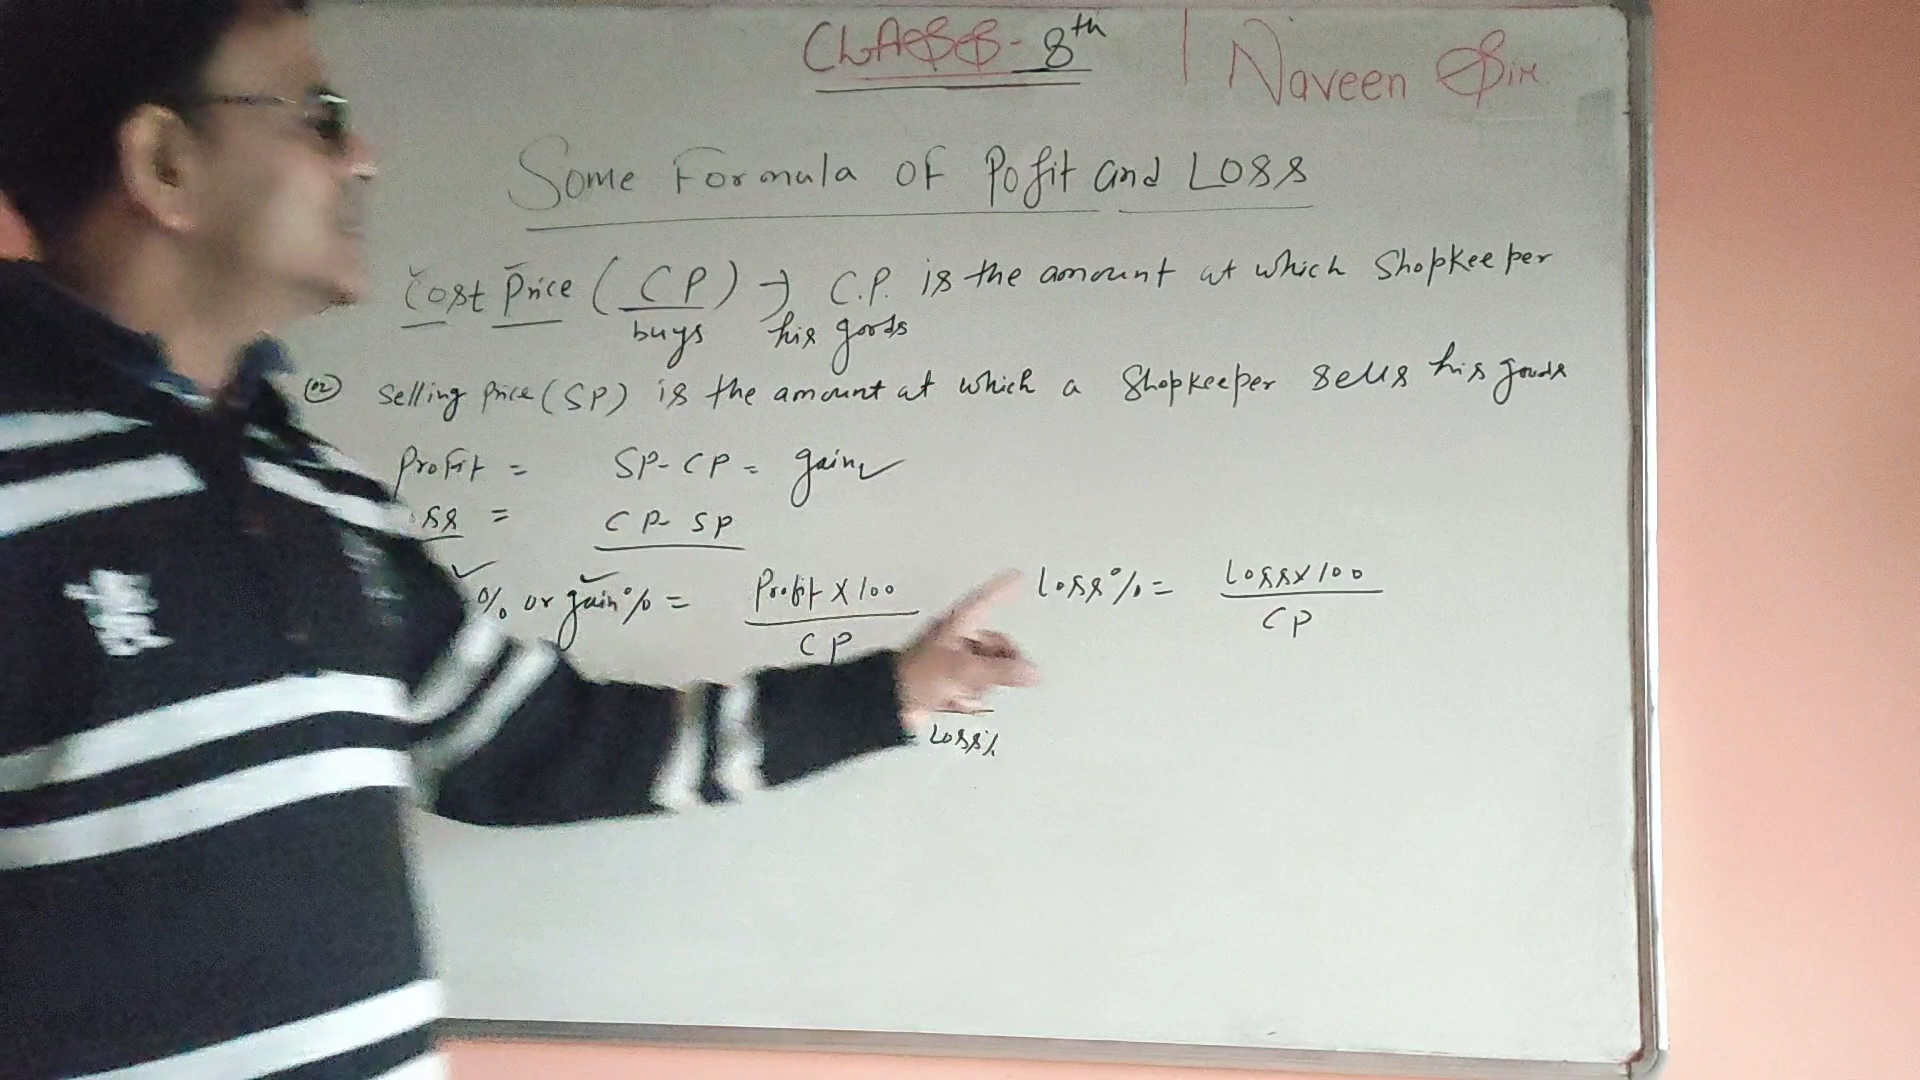 CLASS - 8th | Naveen Sir
Some Formula OF Pofit and LOSS
Cost Price ( CP ) → C.P. is the amount at which Shopkeeper
buys his goods
Selling Price (SP) is the amount at which a Shopkeeper sells his goods
Profit = SP - CP = gain
ss = CP - SP
% or gain% = Profit X 100 / CP Loss% = Loss X 100 / CP
Loss%